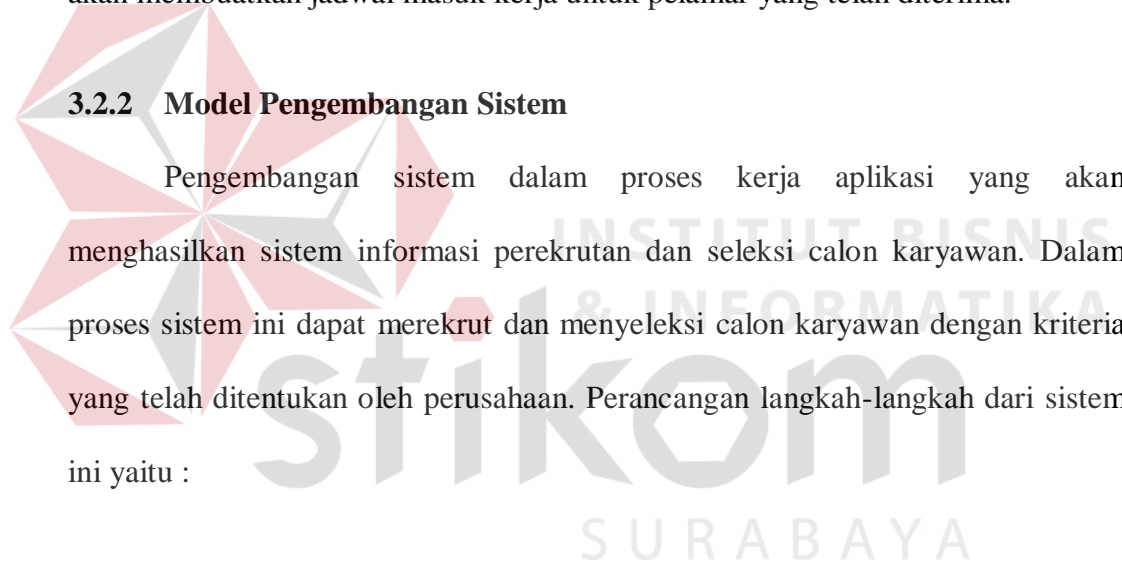 akan membuatkan jadwal masuk kerja untuk pelamar yang telah diterima.
3.2.2 Model Pengembangan Sistem
Pengembangan sistem dalam proses kerja aplikasi yang akan
menghasilkan sistem informasi perekrutan dan seleksi calon karyawan. Dalam
INSTITUT BISNIS
& INFORMATIKA
proses sistem ini dapat merekrut dan menyeleksi calon karyawan dengan kriteria
yang telah ditentukan oleh perusahaan. Perancangan langkah-langkah dari sistem
stikom
ini yaitu :
SURABAYA